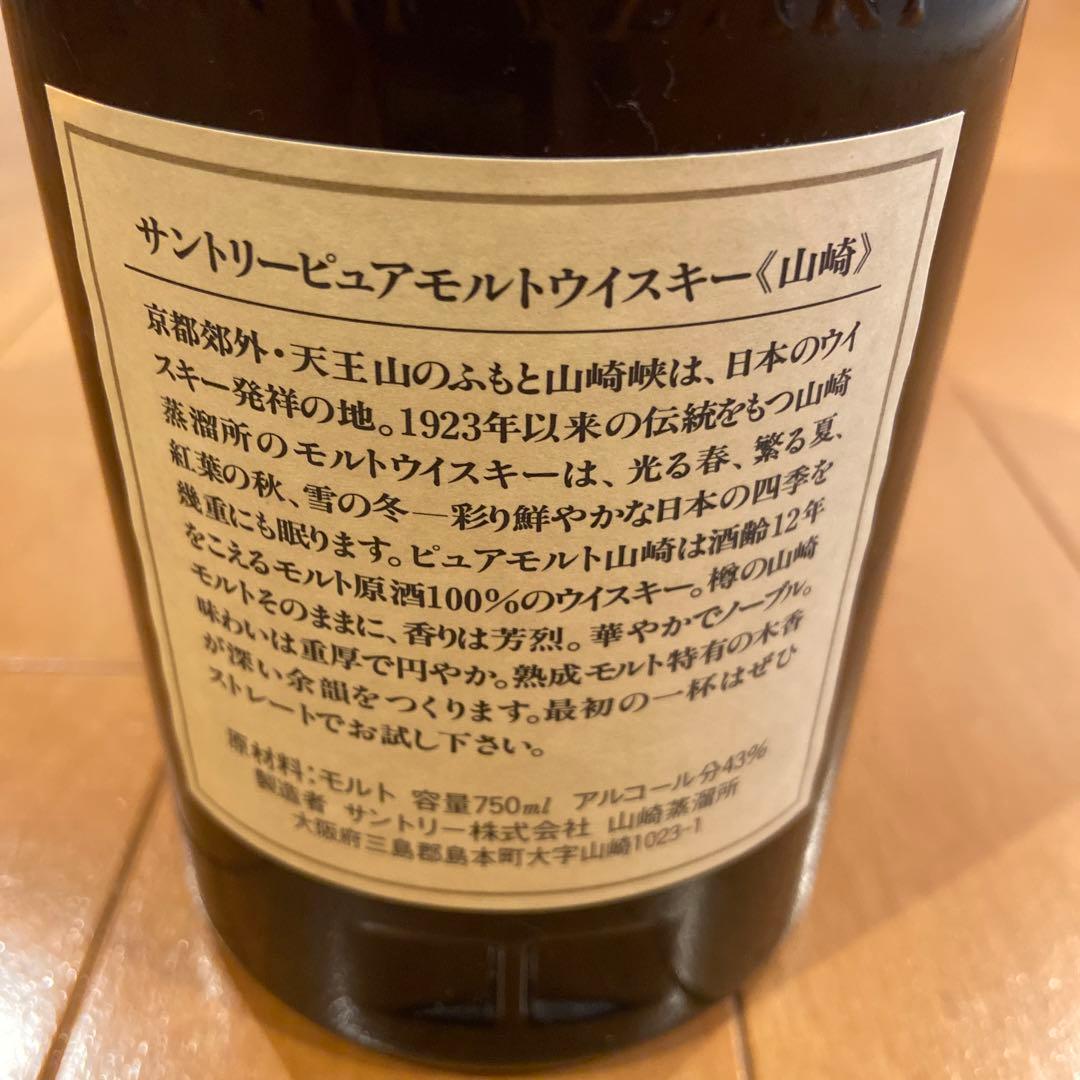 サントリーピュアモルトウイスキー《山崎》
京都郊外・天王山のふもと山崎峡は、日本のウイ
スキー発祥の地。1923年以来の伝統をもつ山崎
蒸溜所のモルトウイスキーは、光る春、繁る夏、
紅葉の秋、雪の冬―彩り鮮やかな日本の四季を
幾重にも眠ります。ピュアモルト山崎は酒齢12年
をこえるモルト原酒100%のウイスキー。樽の山崎
モルトそのままに、香りは芳烈。華やかでノーブル。
味わいは重厚で円やか。熟成モルト特有の木香
が深い余韻をつくります。最初の一杯はぜひ
ストレートでお試し下さい。
原材料:モルト 容量750ml アルコール分43%
製造者 サントリー株式会社 山崎蒸溜所
大阪府三島郡島本町大字山崎1023-1